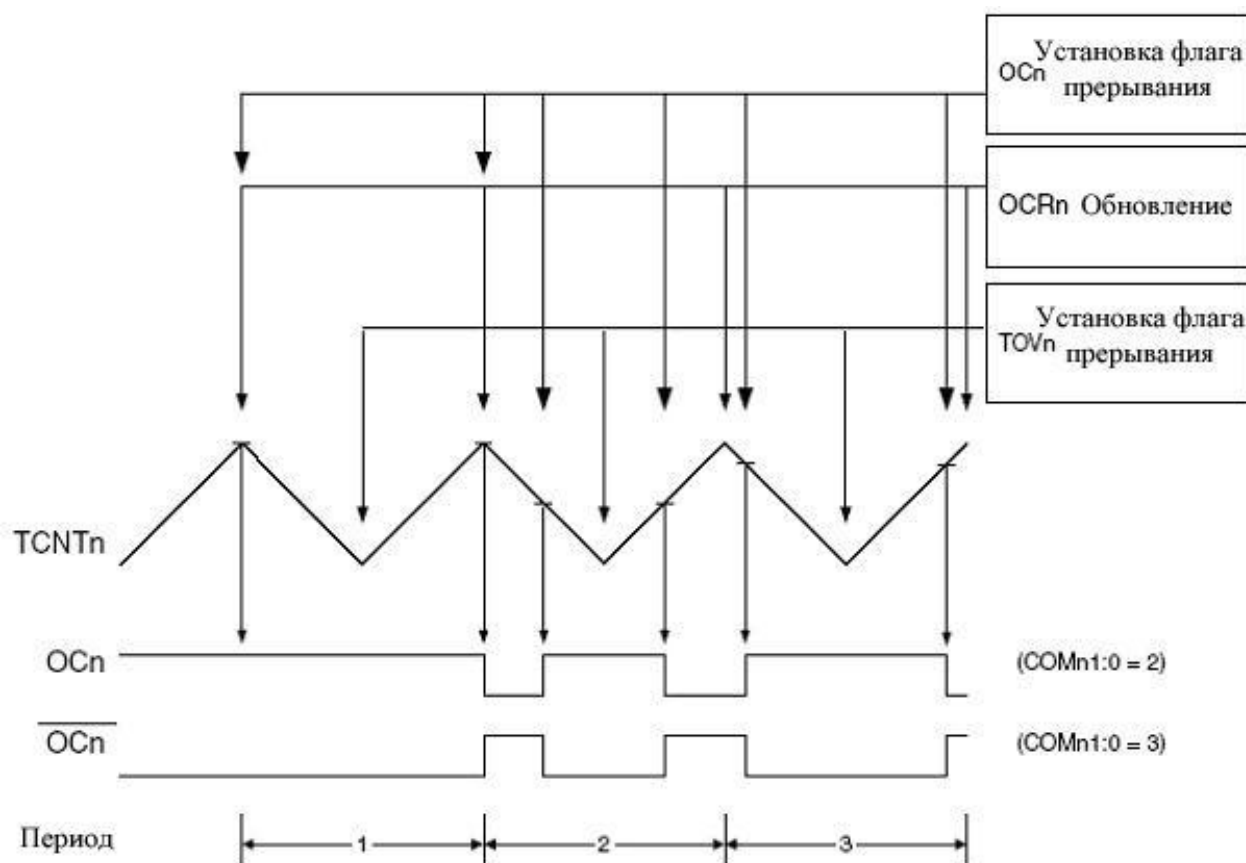 OCn Установка флага
прерывания
OCRn Обновление
TOVn Установка флага
прерывания
TCNTn
OCn
(COMn1:0 = 2)
OCn
(COMn1:0 = 3)
Период
1
2
3